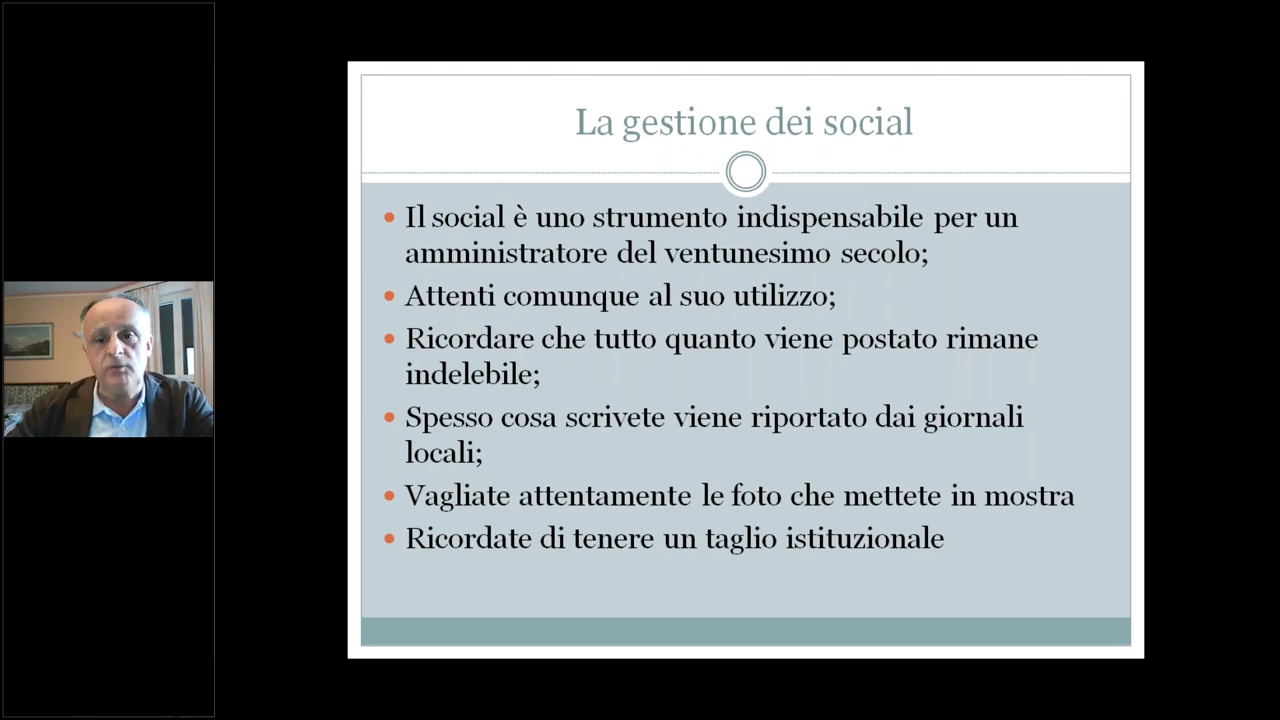 La gestione dei social
Il social è uno strumento indispensabile per un
amministratore del ventunesimo secolo;
Attenti comunque al suo utilizzo;
Ricordare che tutto quanto viene postato rimane
indelebile;
Spesso cosa scrivete viene riportato dai giornali
locali;
Vagliate attentamente le foto che mettete in mostra
Ricordate di tenere un taglio istituzionale